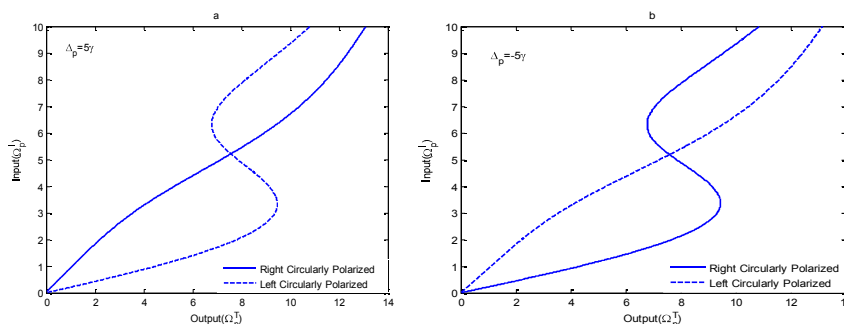 a
Δp=5γ
Input(Ωp^I)
10
9
8
7
6
5
4
3
2
1
0
Right Circularly Polarized
Left Circularly Polarized
0 2 4 6 8 10 12 14
Output(Ω^T
b
Δp=-5γ
Input(Ωp^I)
10
9
8
7
6
5
4
3
2
1
0
Right Circularly Polarized
Left Circularly Polarized
0 2 4 6 8 10 12
Output(Ω^T